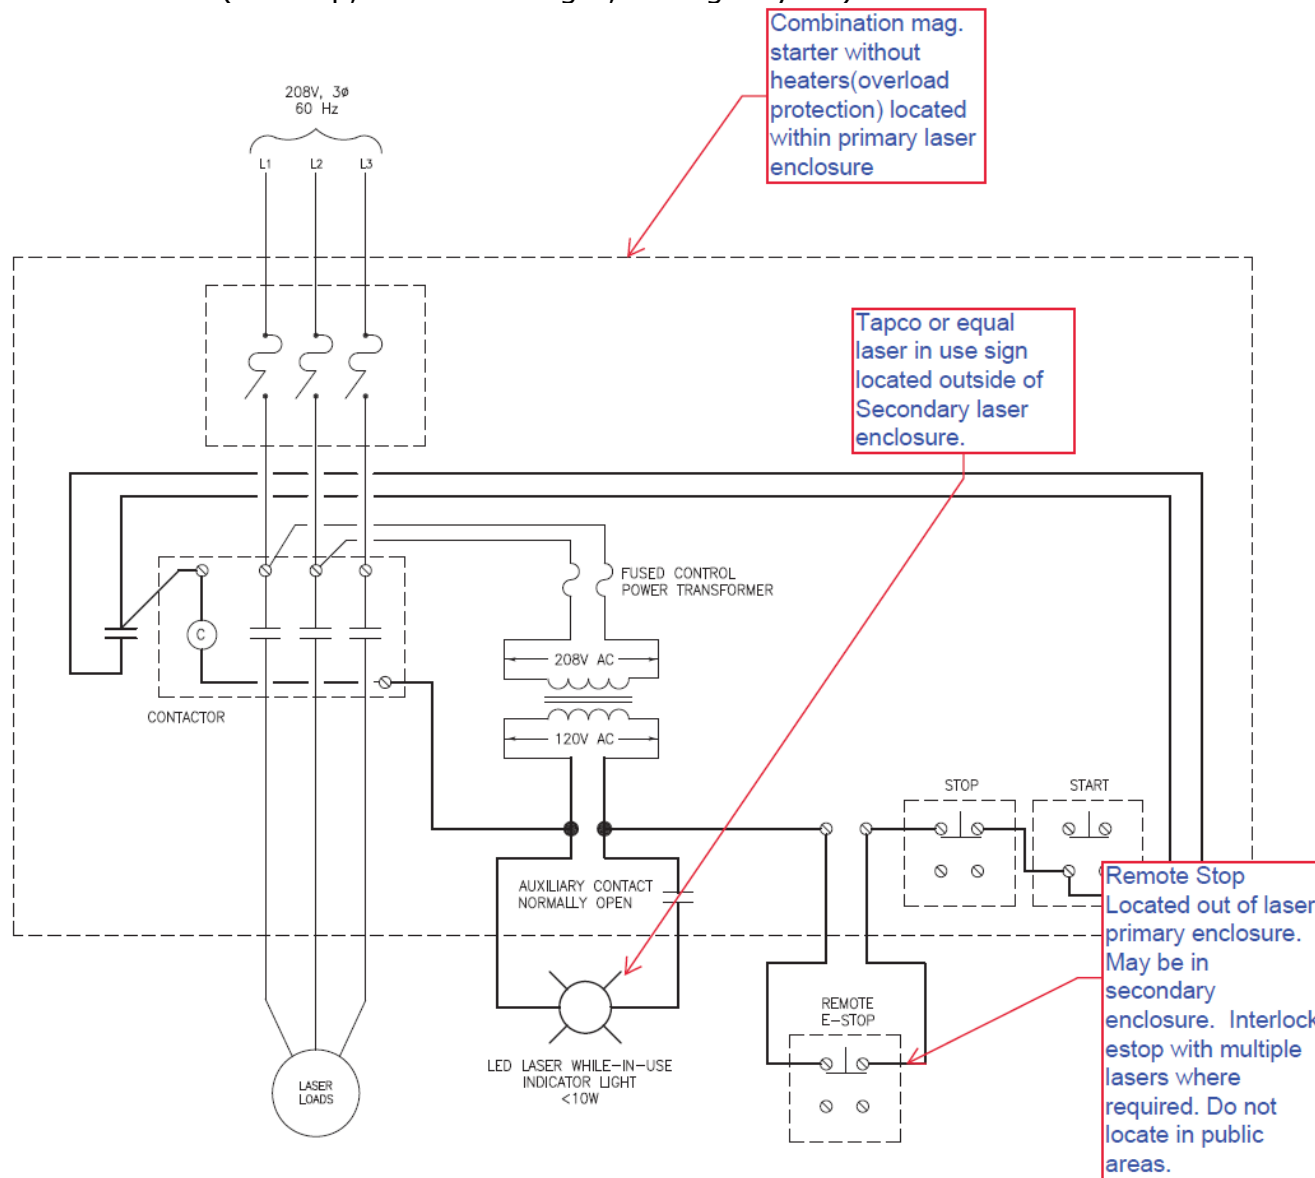 Combination mag.
starter without
heaters(overload
protection) located
within primary laser
enclosure
208V, 3ø
60 Hz
L1 L2 L3
Tapco or equal
laser in use sign
located outside of
Secondary laser
enclosure.
FUSED CONTROL
POWER TRANSFORMER
C
208V AC
CONTACTOR
120V AC
STOP START
AUXILIARY CONTACT
NORMALLY OPEN
Remote Stop
Located out of laser
primary enclosure.
May be in
secondary
enclosure. Interlock
estop with multiple
lasers where
required. Do not
locate in public
areas.
REMOTE
E-STOP
LED LASER WHILE-IN-USE
INDICATOR LIGHT
<10W
LASER
LOADS